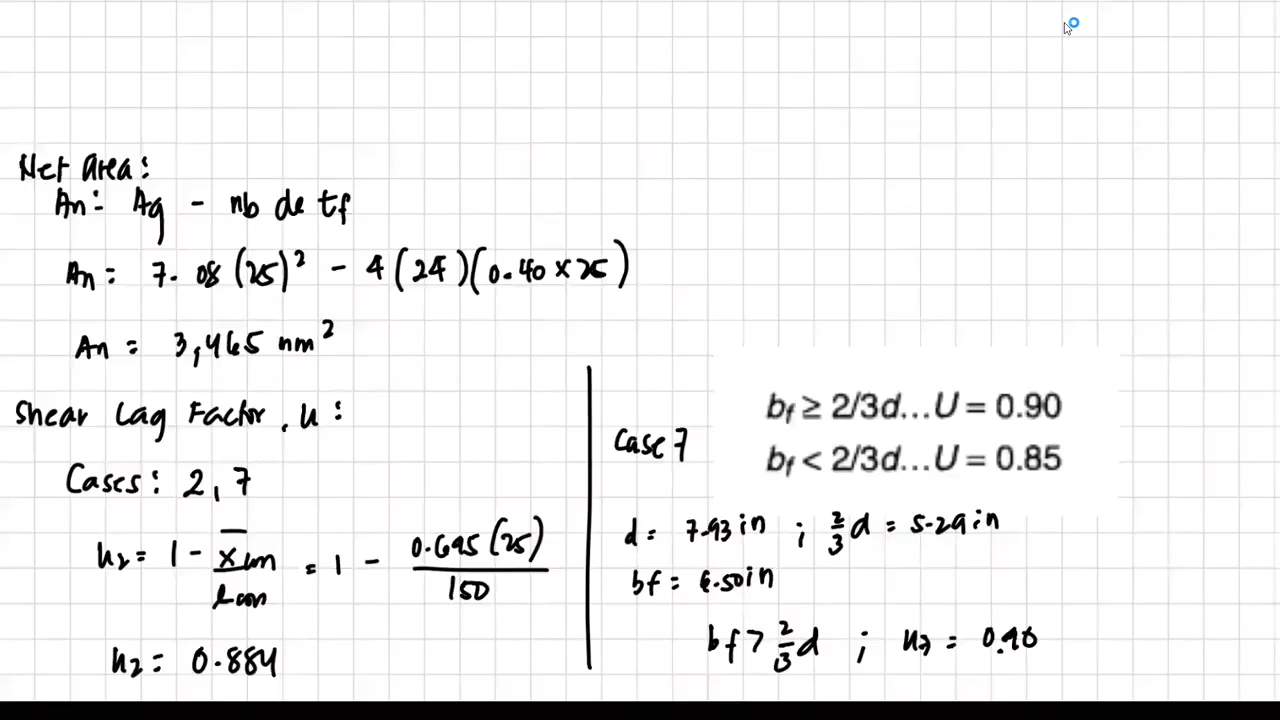 Net area:
An: Ag - nb de tf
An: 7.08 (25)² - 4 (24) (0.40 x 25)
An = 3,465 mm²
Shear Lag Factor, U:
Cases: 2, 7
U2 = 1 - x̄con / Lcon = 1 - 0.695 (25) / 150
U2 = 0.884
Case 7
bf ≥ 2/3d...U = 0.90
bf < 2/3d...U = 0.85
d = 7.93 in ; 2/3 d = 5.29 in
bf = 6.50 in
bf > 2/3 d ; U7 = 0.90